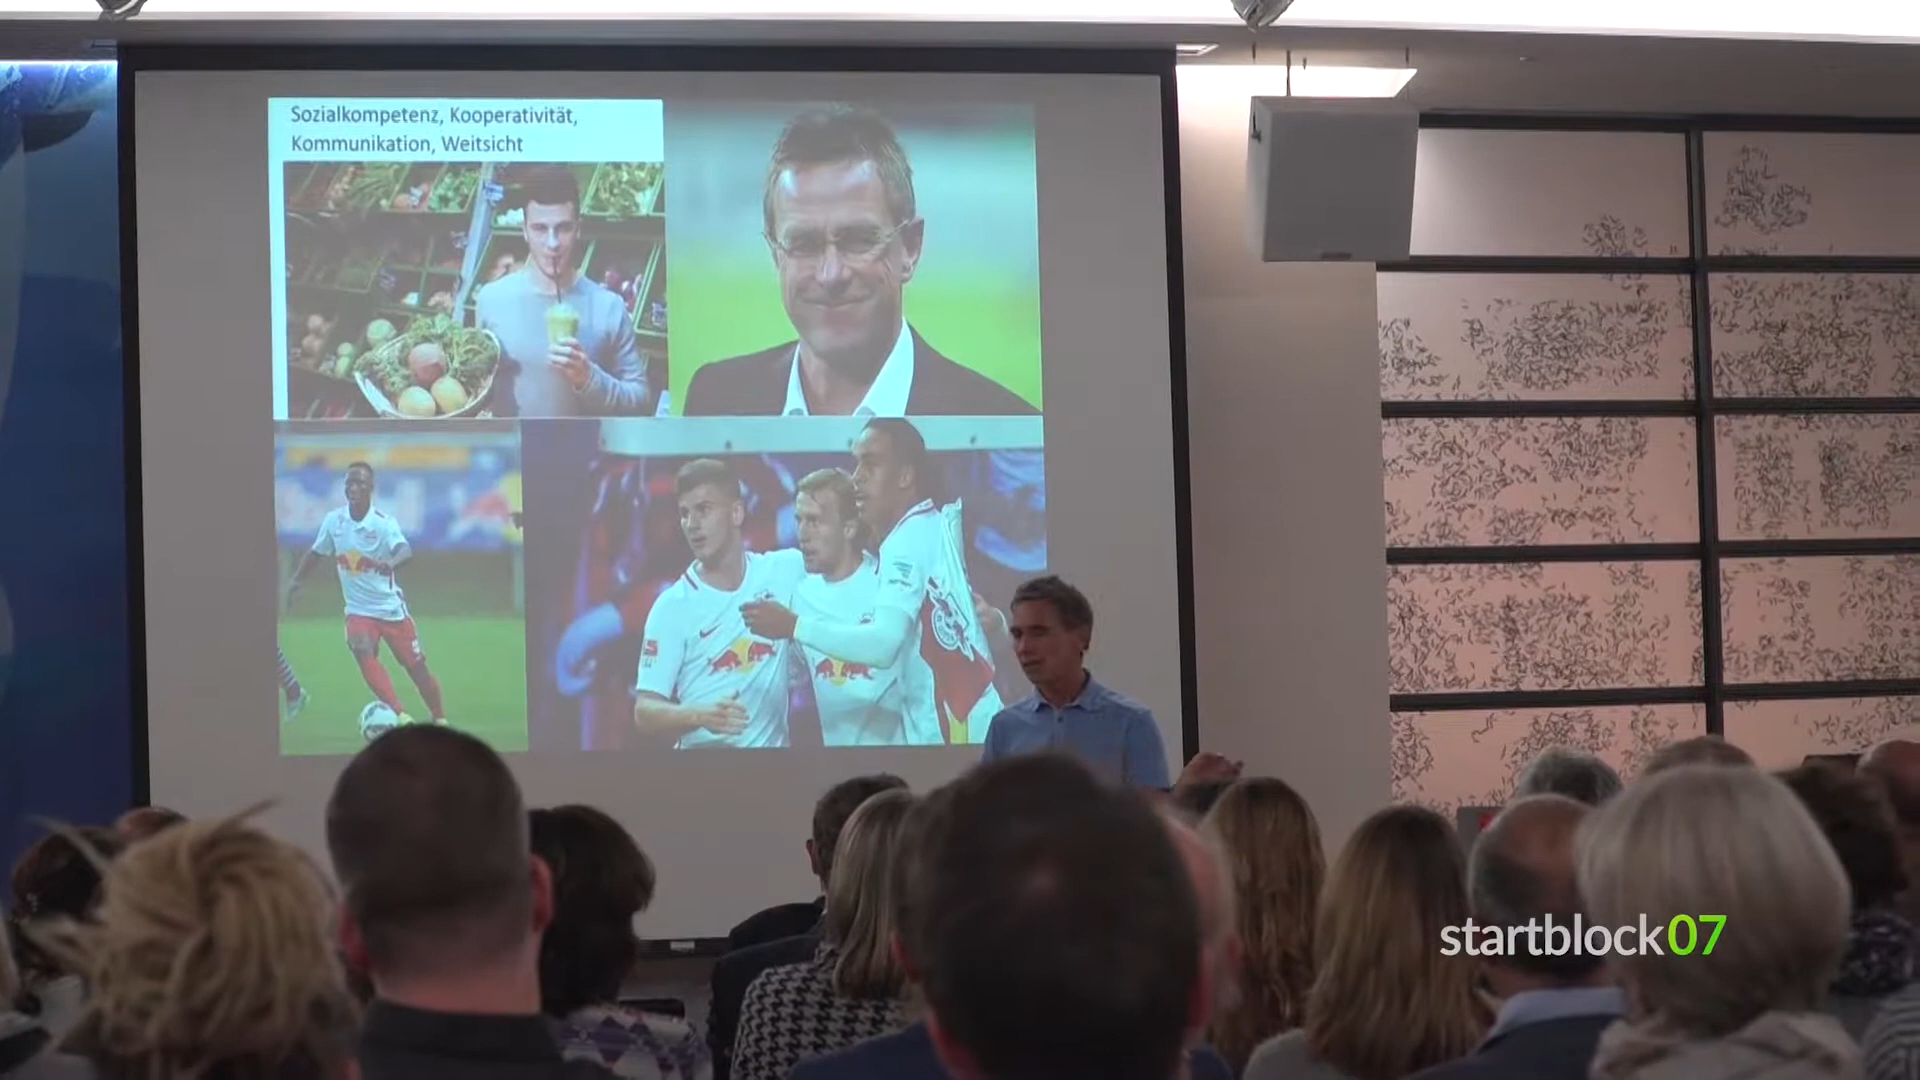 Sozialkompetenz, Kooperativität,
Kommunikation, Weitsicht
startblock07